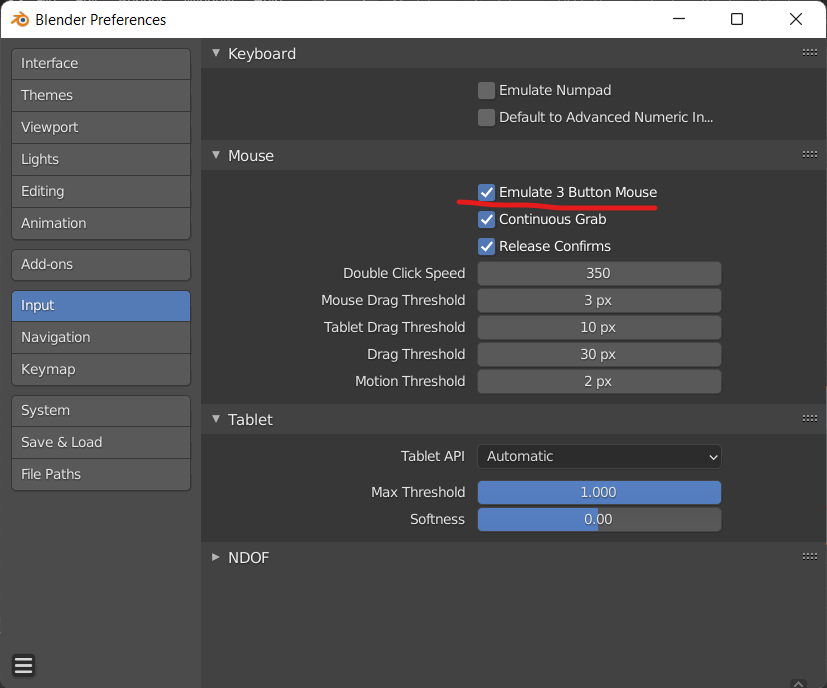 Blender Preferences
Interface
Themes
Viewport
Lights
Editing
Animation
Add-ons
Input
Navigation
Keymap
System
Save & Load
File Paths
Keyboard
Emulate Numpad
Default to Advanced Numeric In...
Mouse
Emulate 3 Button Mouse
Continuous Grab
Release Confirms
Double Click Speed 350
Mouse Drag Threshold 3 px
Tablet Drag Threshold 10 px
Drag Threshold 30 px
Motion Threshold 2 px
Tablet
Tablet API Automatic
Max Threshold 1.000
Softness 0.00
NDOF